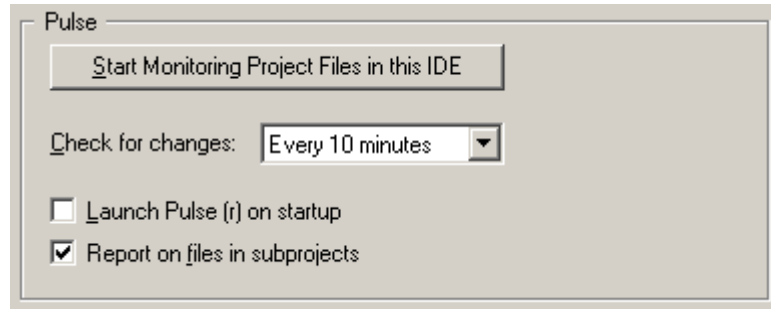 Pulse
Start Monitoring Project Files in this IDE
Check for changes: Every 10 minutes
Launch Pulse (r) on startup
Report on files in subprojects